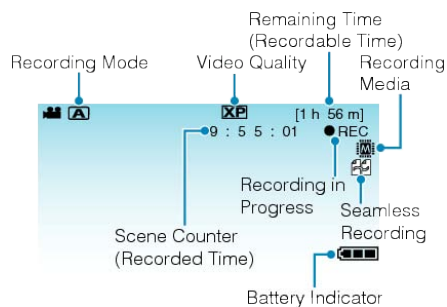 Remaining Time
(Recordable Time)
Recording Mode
Video Quality
Recording
Media
A
XP
[1 h 56 m]
9 : 5 5 : 01
REC
M
Recording in
Progress
Seamless
Recording
Scene Counter
(Recorded Time)
Battery Indicator